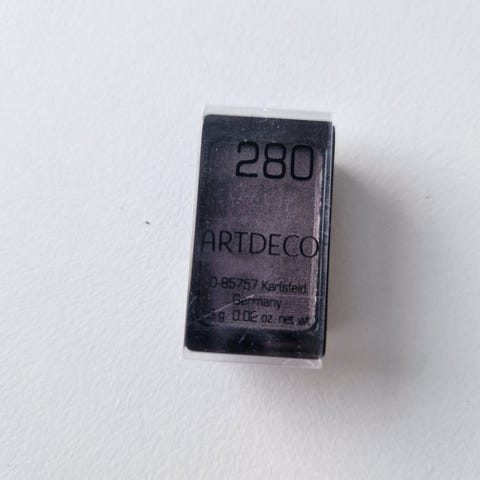 280
ARTDECO
D-85757 Karlsfeld
Germany
g 0.02 oz. net wt